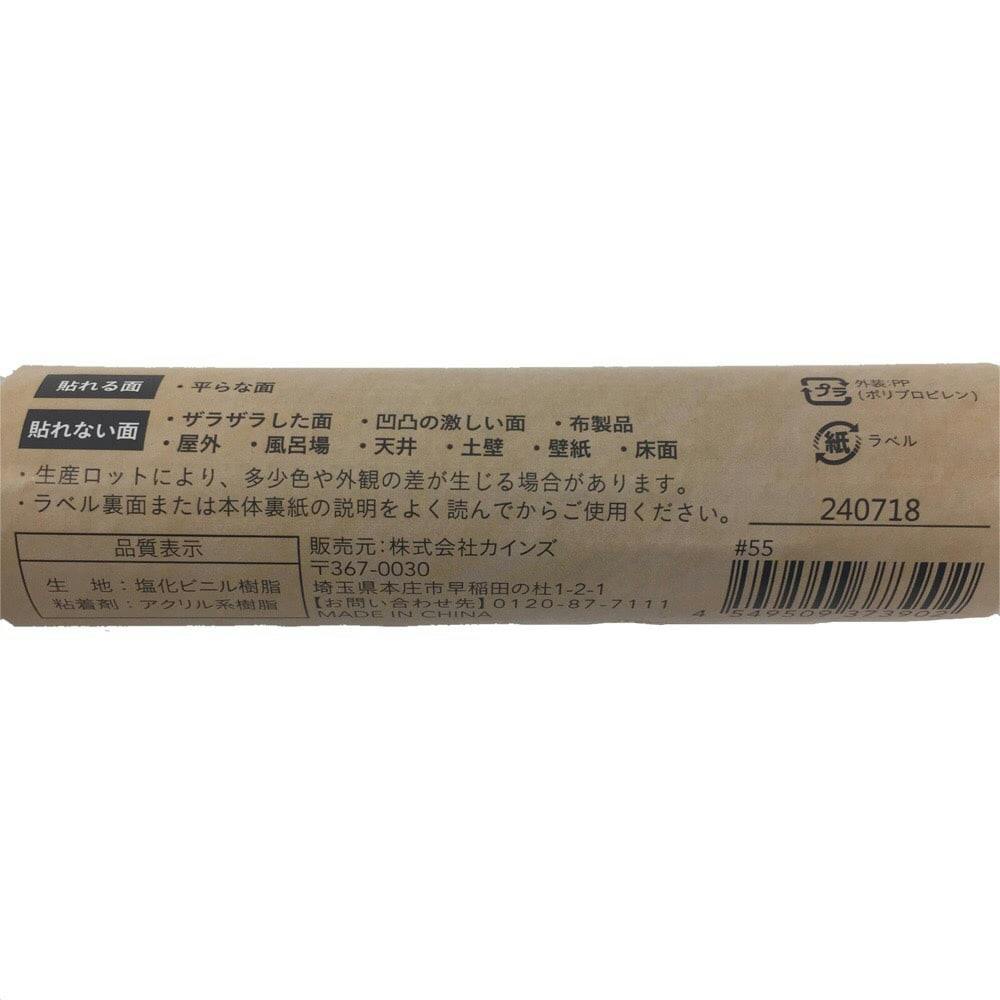 貼れる面 ・平らな面
貼れない面 ・ザラザラした面 ・凹凸の激しい面 ・布製品
・屋外 ・風呂場 ・天井 ・土壁 ・壁紙 ・床面
・生産ロットにより、多少色や外観の差が生じる場合があります。
・ラベル裏面または本体裏紙の説明をよく読んでからご使用ください。
プラ 外装:PP
(ポリプロピレン)
紙 ラベル
240718
品質表示
生 地：塩化ビニル樹脂
粘着剤：アクリル系樹脂
販売元:株式会社カインズ
〒367-0030
埼玉県本庄市早稲田の杜1-2-1
【お問い合わせ先】0120-87-7111
MADE IN CHINA
#55
4 549509 373902